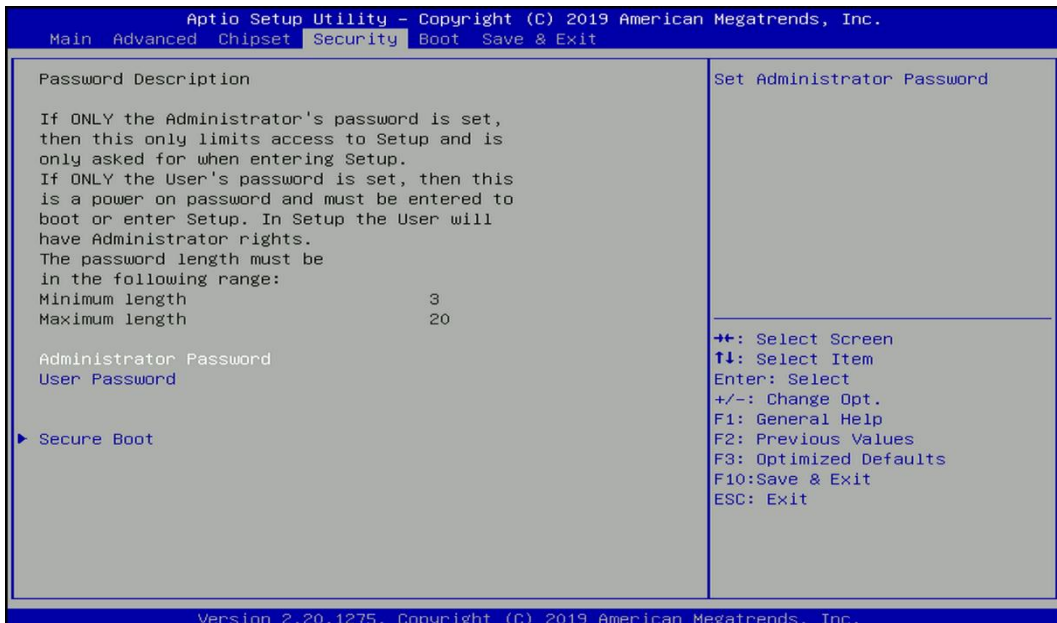 Aptio Setup Utility – Copyright (C) 2019 American Megatrends, Inc.
Main Advanced Chipset Security Boot Save & Exit
Password Description
If ONLY the Administrator's password is set,
then this only limits access to Setup and is
only asked for when entering Setup.
If ONLY the User's password is set, then this
is a power on password and must be entered to
boot or enter Setup. In Setup the User will
have Administrator rights.
The password length must be
in the following range:
Minimum length 3
Maximum length 20
Administrator Password
User Password
▶ Secure Boot
Set Administrator Password
→←: Select Screen
↑↓: Select Item
Enter: Select
+/-: Change Opt.
F1: General Help
F2: Previous Values
F3: Optimized Defaults
F10:Save & Exit
ESC: Exit
Version 2.20.1275. Copyright (C) 2019 American Megatrends, Inc.